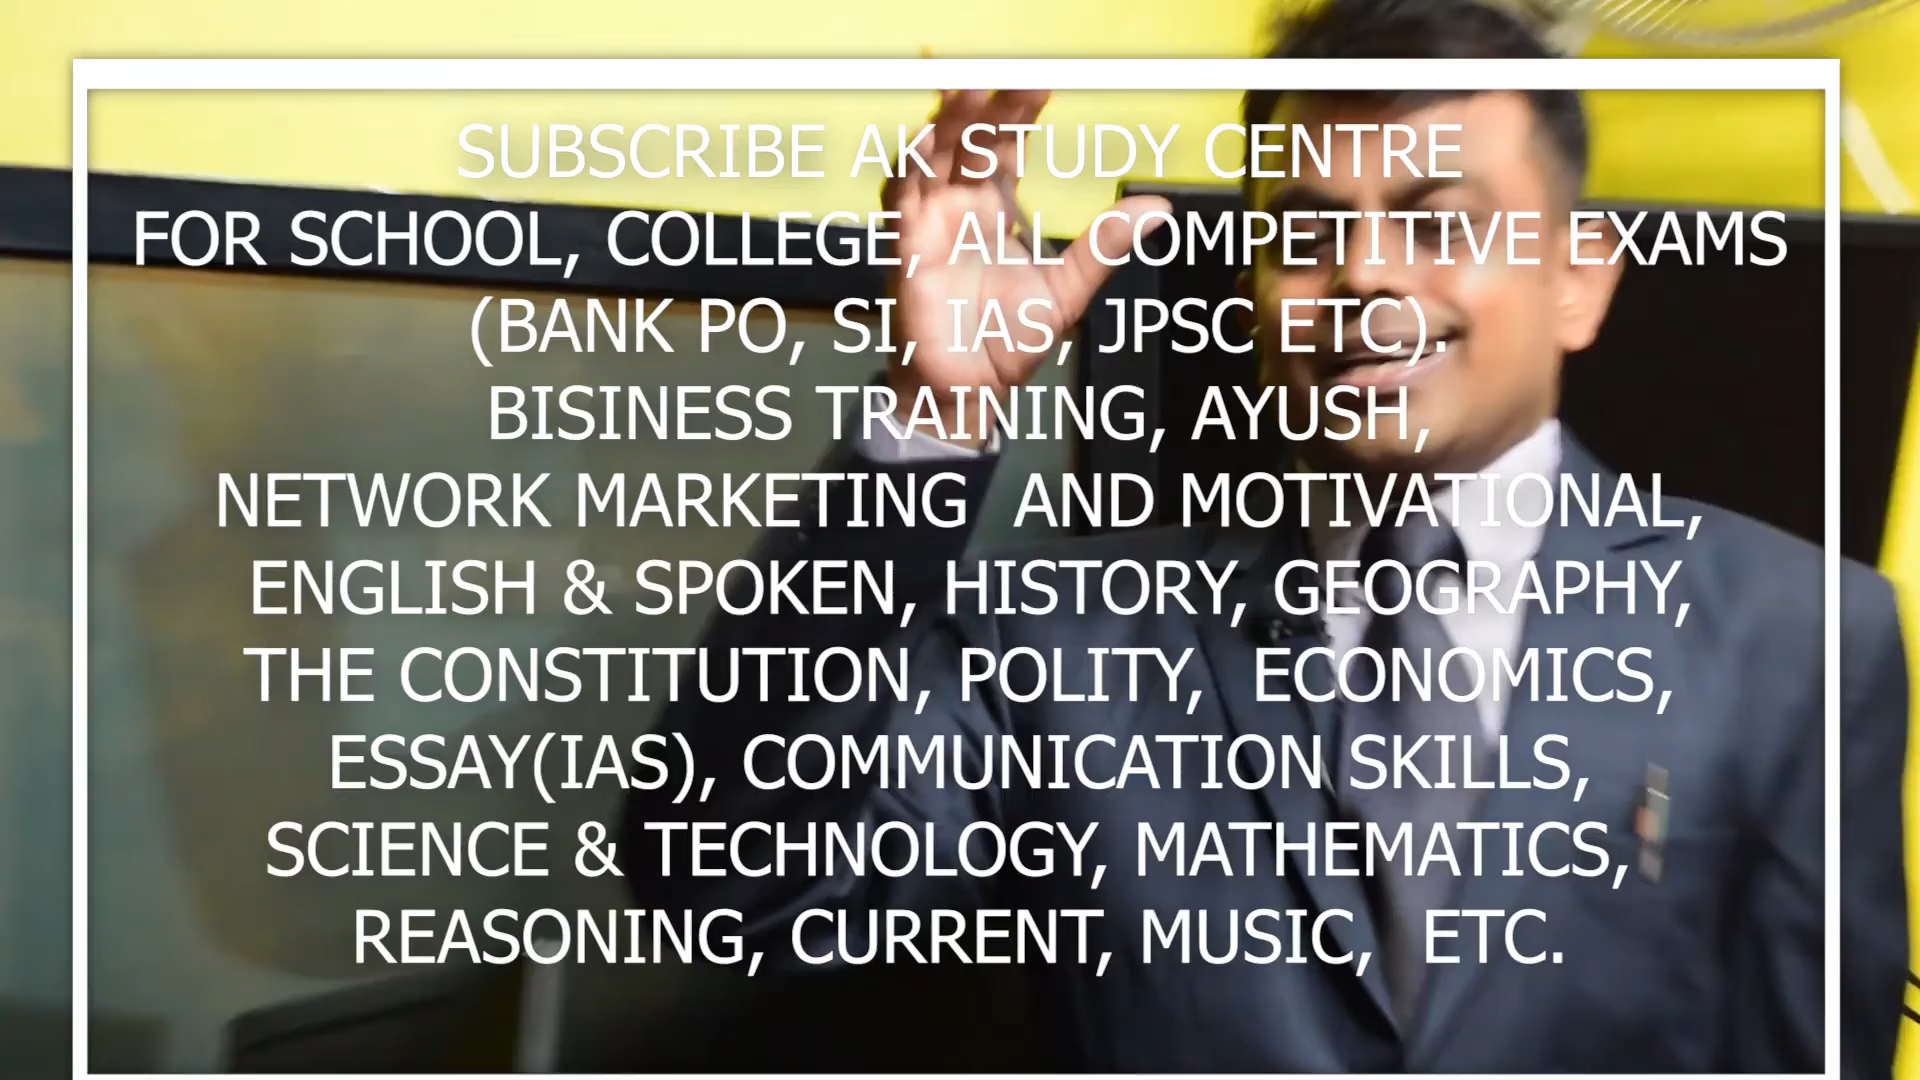 SUBSCRIBE AK STUDY CENTRE
FOR SCHOOL, COLLEGE, ALL COMPETITIVE EXAMS
(BANK PO, SI, IAS, JPSC ETC).
BISINESS TRAINING, AYUSH,
NETWORK MARKETING  AND MOTIVATIONAL,
ENGLISH & SPOKEN, HISTORY, GEOGRAPHY,
THE CONSTITUTION, POLITY,  ECONOMICS,
ESSAY(IAS), COMMUNICATION SKILLS,
SCIENCE & TECHNOLOGY, MATHEMATICS,
REASONING, CURRENT, MUSIC,  ETC.